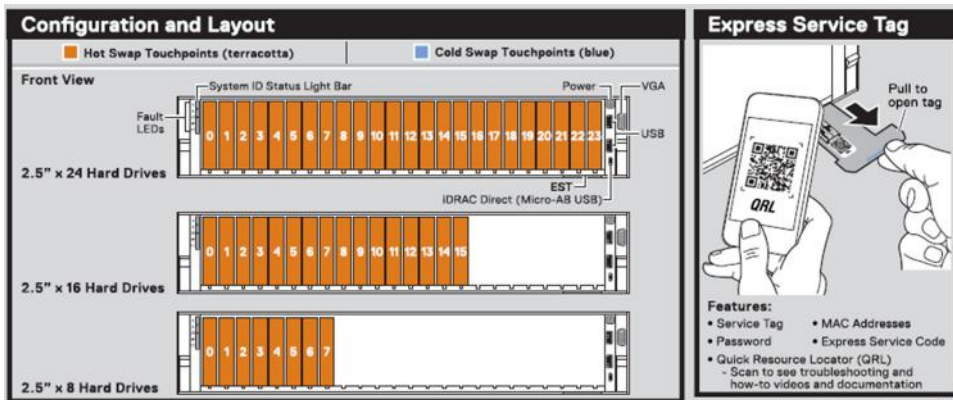 Configuration and Layout
Hot Swap Touchpoints (terracotta)
Cold Swap Touchpoints (blue)
Front View
System ID Status Light Bar
Power
VGA
Fault
LEDs
USB
0 1 2 3 4 5 6 7 8 9 10 11 12 13 14 15 16 17 18 19 20 21 22 23
2.5" x 24 Hard Drives
EST
iDRAC Direct (Micro-AB USB)
0 1 2 3 4 5 6 7 8 9 10 11 12 13 14 15
2.5" x 16 Hard Drives
0 1 2 3 4 5 6 7
2.5" x 8 Hard Drives
Express Service Tag
Pull to
open tag
QRL
Features:
• Service Tag
• MAC Addresses
• Password
• Express Service Code
• Quick Resource Locator (QRL)
- Scan to see troubleshooting and
how-to videos and documentation